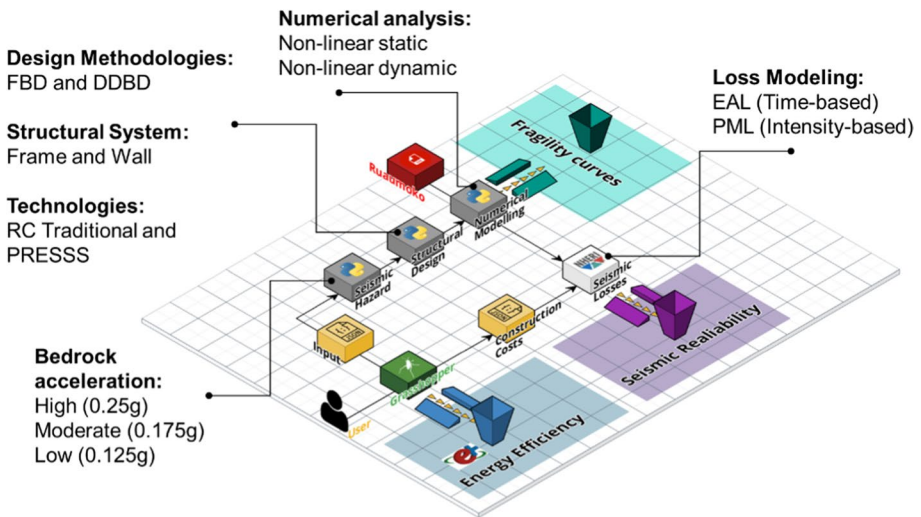 Numerical analysis:
Non-linear static
Non-linear dynamic
Design Methodologies:
FBD and DDBD
Structural System:
Frame and Wall
Technologies:
RC Traditional and
PRESSS
Loss Modeling:
EAL (Time-based)
PML (Intensity-based)
Bedrock
acceleration:
High (0.25g)
Moderate (0.175g)
Low (0.125g)
Fragility curves
Ruaumoko
Numerical
Modelling
Structural
Design
Seismic
Hazard
NHERI
Seismic
Losses
JSON
Input
JSON
Construction
Costs
Grasshopper
User
Seismic Realiability
Energy Efficiency